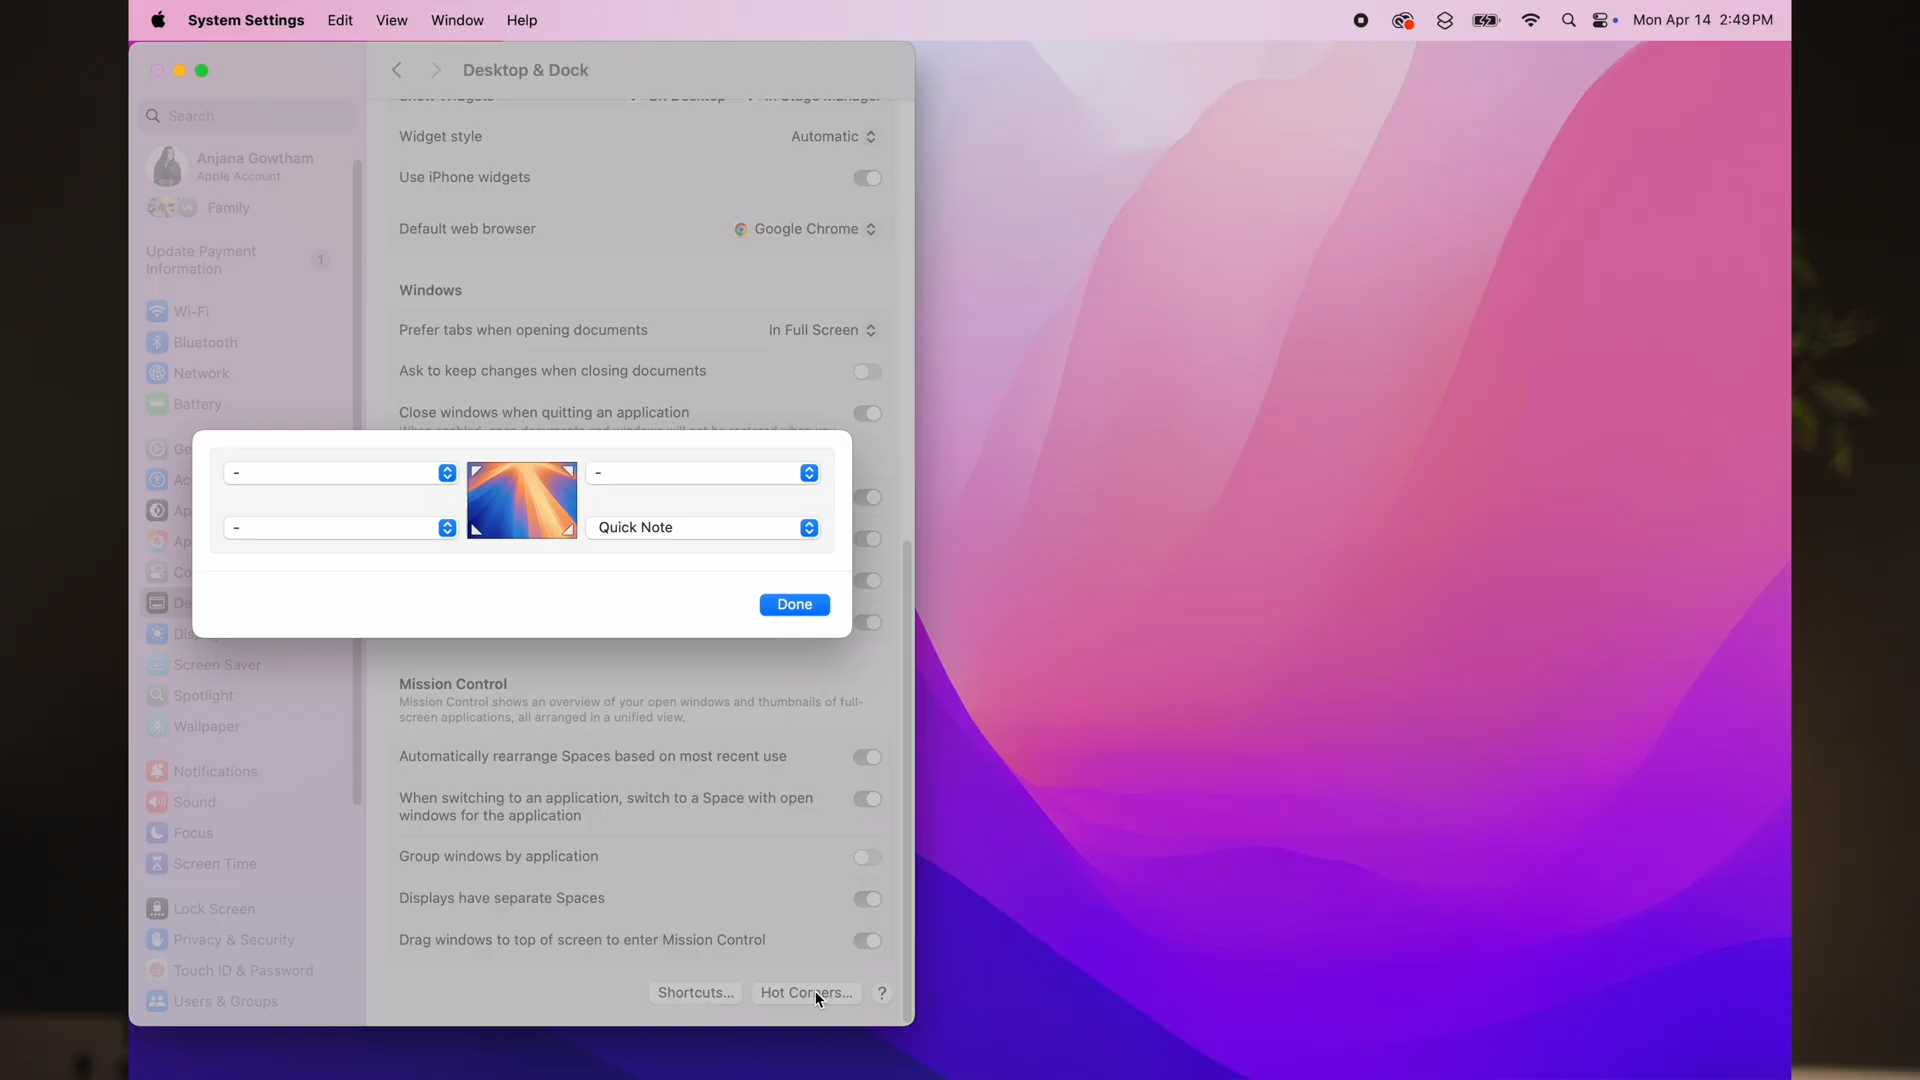 System Settings Edit View Window Help
Mon Apr 14 2:49 PM
Desktop & Dock
Search
Anjana Gowtham
Apple Account
Family
Update Payment
Information
1
Wi-Fi
Bluetooth
Network
Battery
Screen Saver
Spotlight
Wallpaper
Notifications
Sound
Focus
Screen Time
Lock Screen
Privacy & Security
Touch ID & Password
Users & Groups
Widget style Automatic
Use iPhone widgets
Default web browser Google Chrome
Windows
Prefer tabs when opening documents In Full Screen
Ask to keep changes when closing documents
Close windows when quitting an application
- -
- Quick Note
Done
Mission Control
Mission Control shows an overview of your open windows and thumbnails of full-
screen applications, all arranged in a unified view.
Automatically rearrange Spaces based on most recent use
When switching to an application, switch to a Space with open
windows for the application
Group windows by application
Displays have separate Spaces
Drag windows to top of screen to enter Mission Control
Shortcuts... Hot Corners... ?